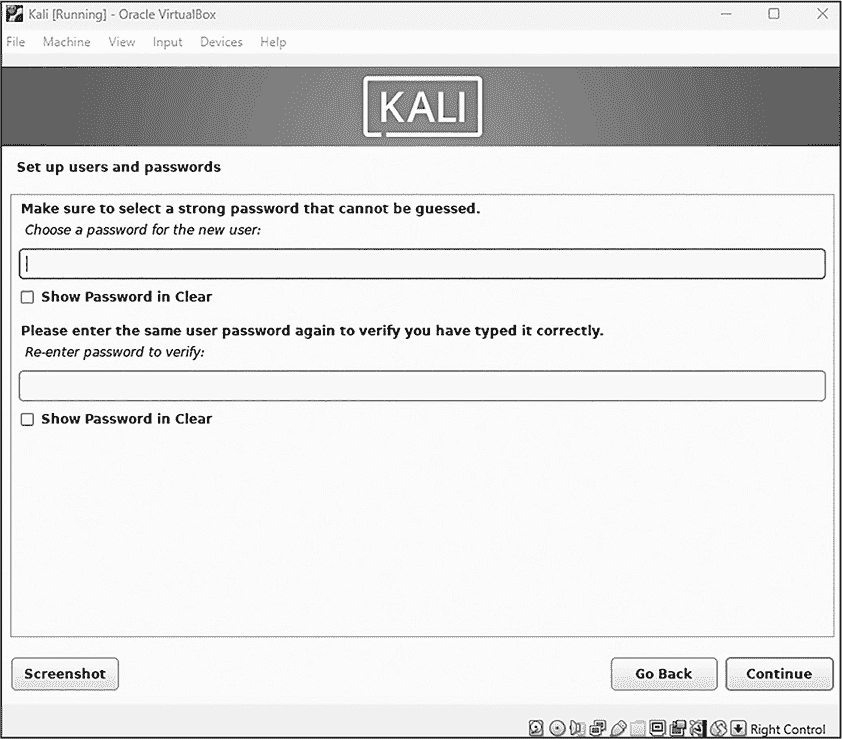 Kali [Running] - Oracle VirtualBox
File Machine View Input Devices Help
KALI
Set up users and passwords
Make sure to select a strong password that cannot be guessed.
Choose a password for the new user:
Show Password in Clear
Please enter the same user password again to verify you have typed it correctly.
Re-enter password to verify:
Show Password in Clear
Screenshot Go Back Continue
Right Control